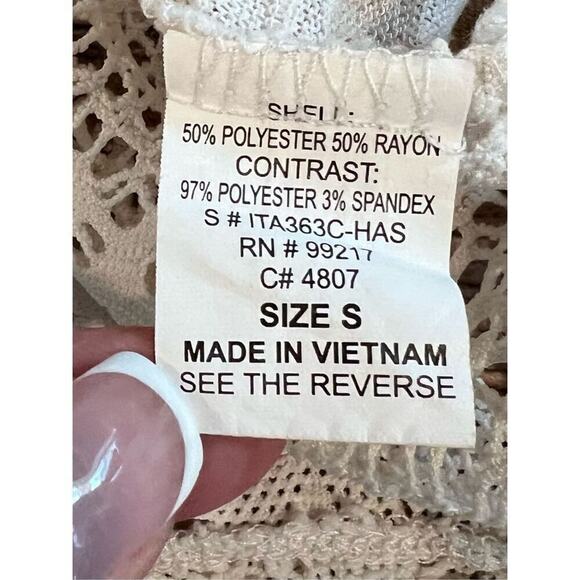 SHELL:
50% POLYESTER 50% RAYON
CONTRAST:
97% POLYESTER 3% SPANDEX
S # ITA363C-HAS
RN # 99217
C# 4807
SIZE S
MADE IN VIETNAM
SEE THE REVERSE